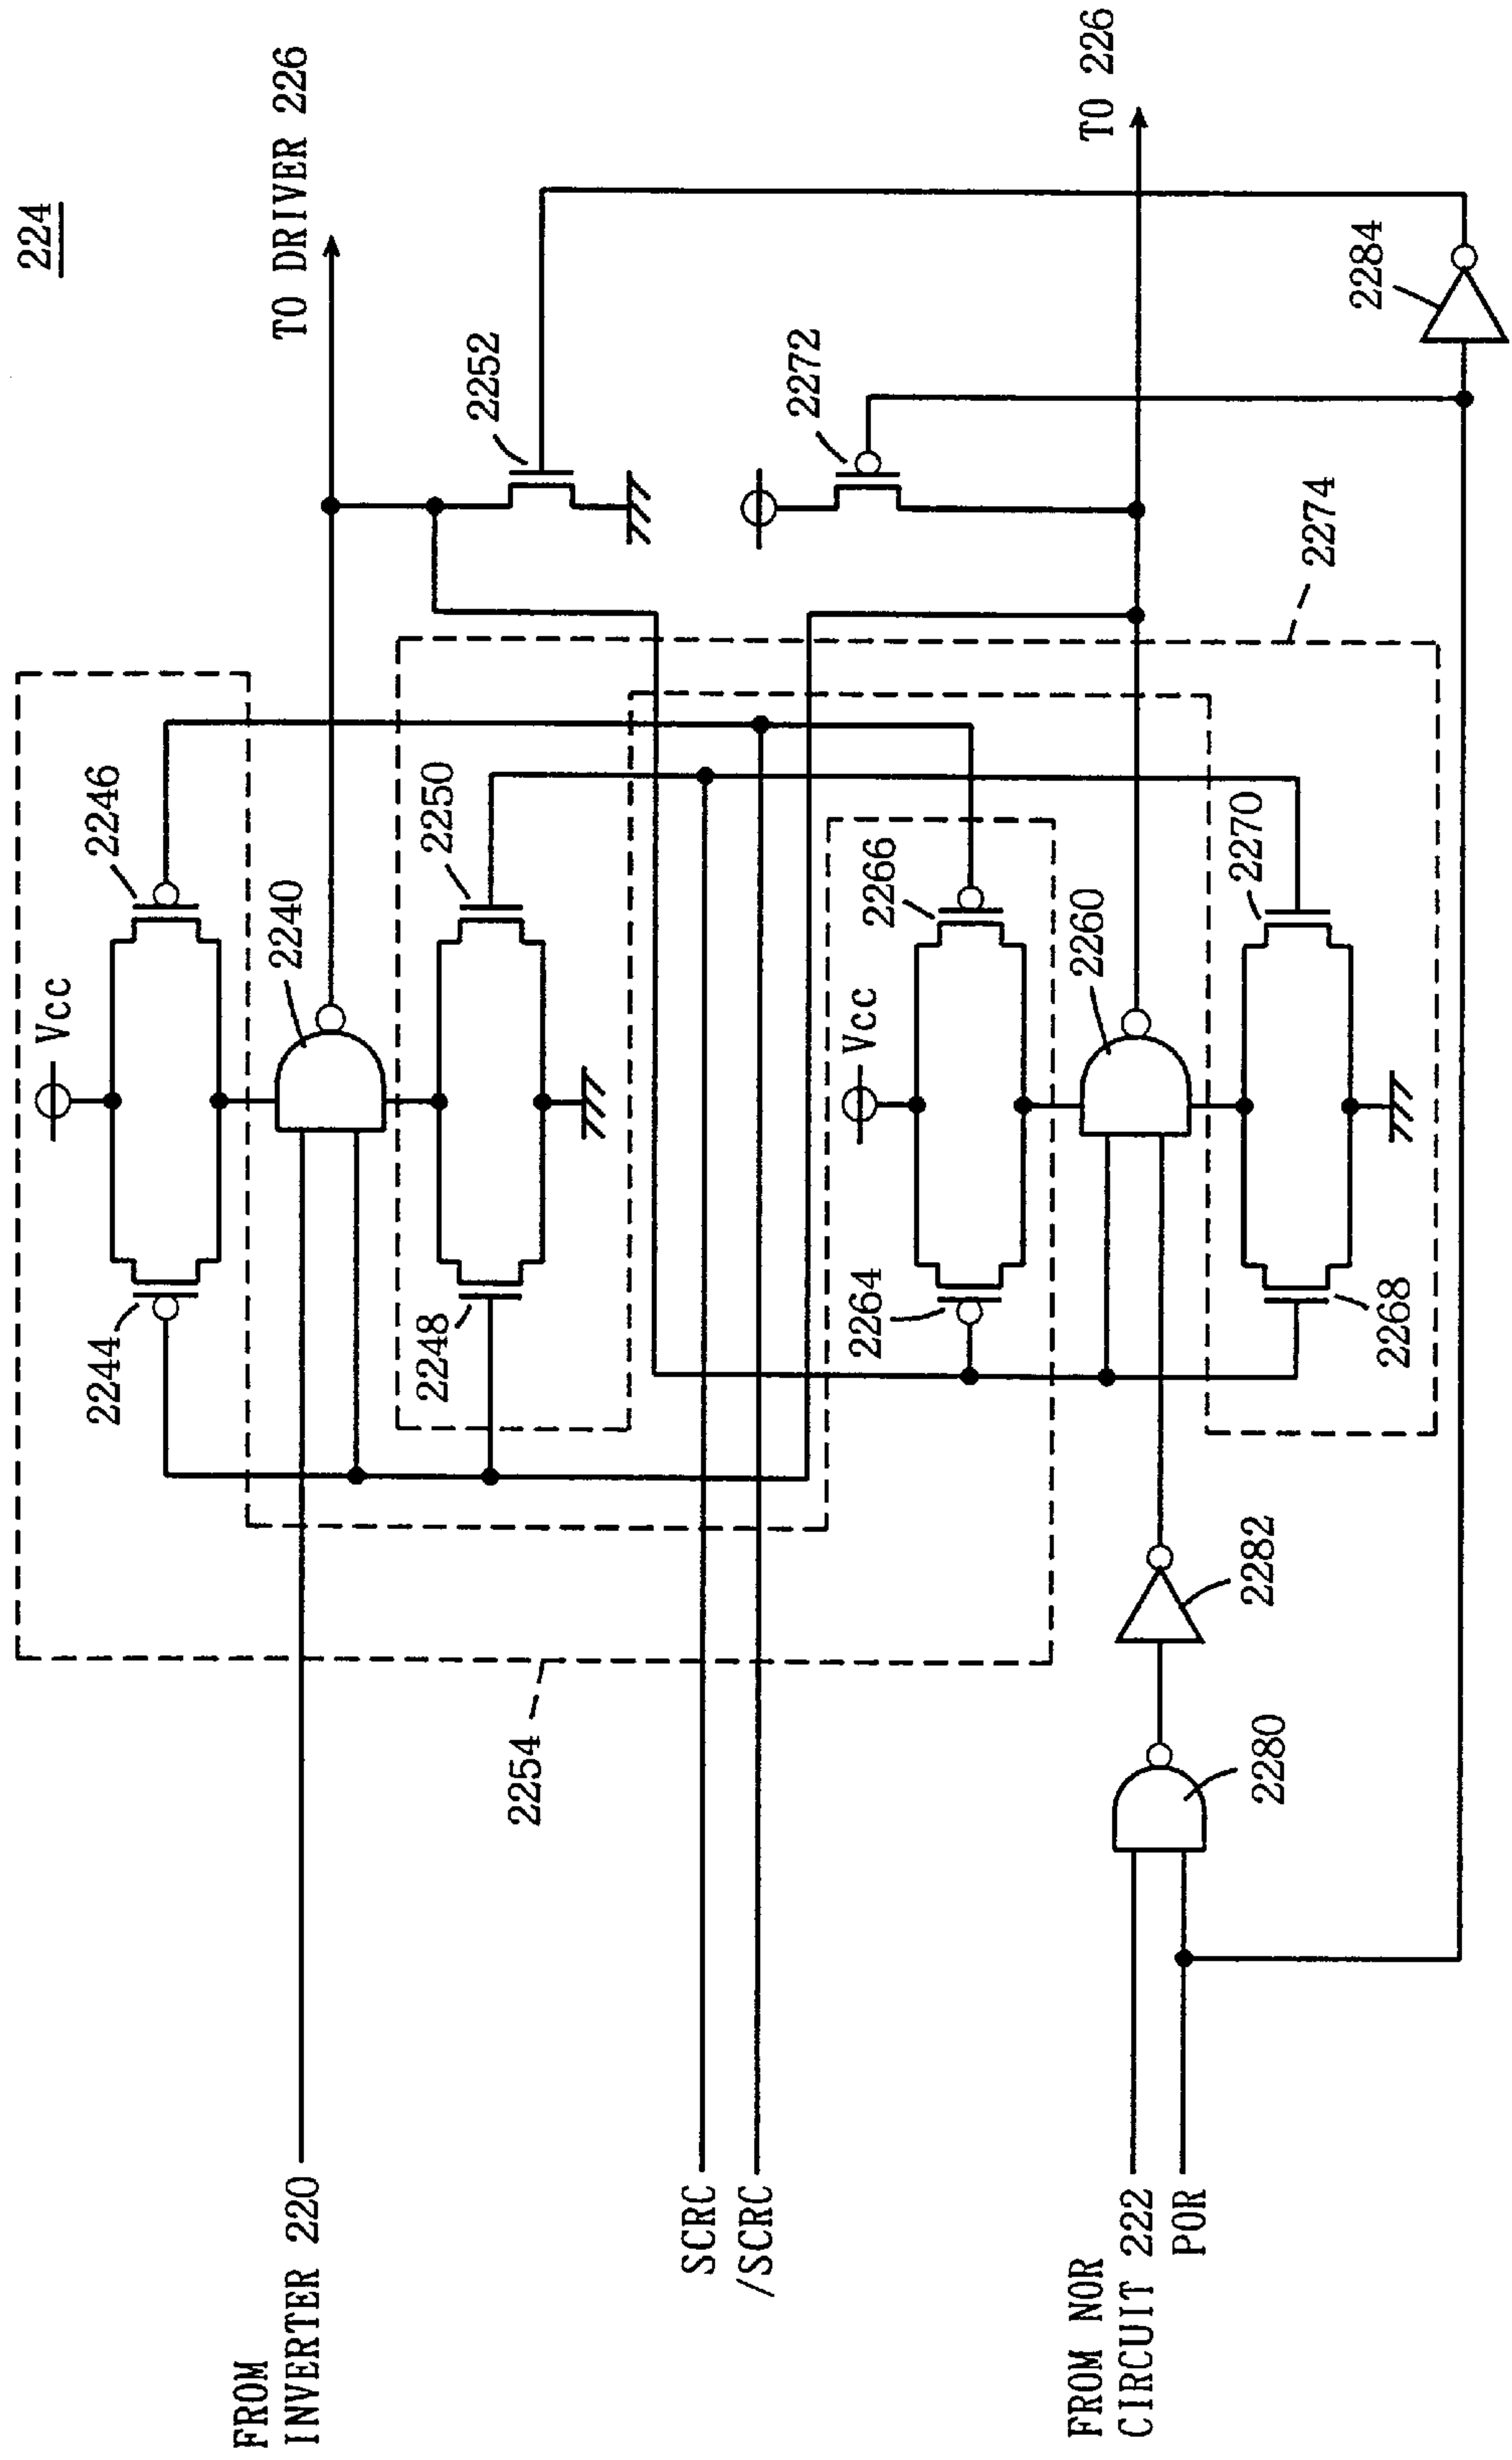 224
TO DRIVER 226
TO 226
2252
2272
2284
2274
2246
2250
2240
Vcc
2266
2270
2260
Vcc
2244
2248
2264
2268
2254
2282
2280
FROM
INVERTER 220
SCRC
/SCRC
FROM NOR
CIRCUIT 222
POR